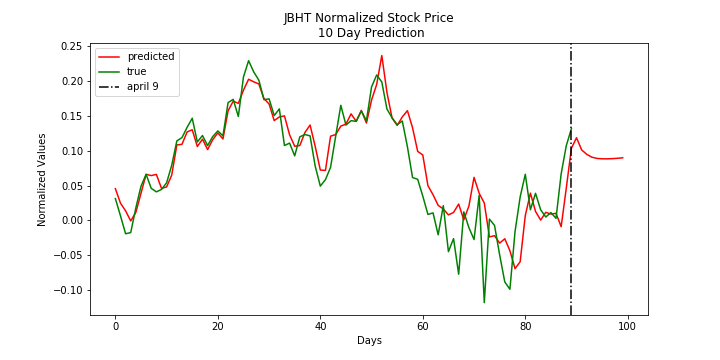 JBHT Normalized Stock Price
10 Day Prediction
predicted
true
april 9
Normalized Values
0.25
0.20
0.15
0.10
0.05
0.00
−0.05
−0.10
0
20
40
60
80
100
Days